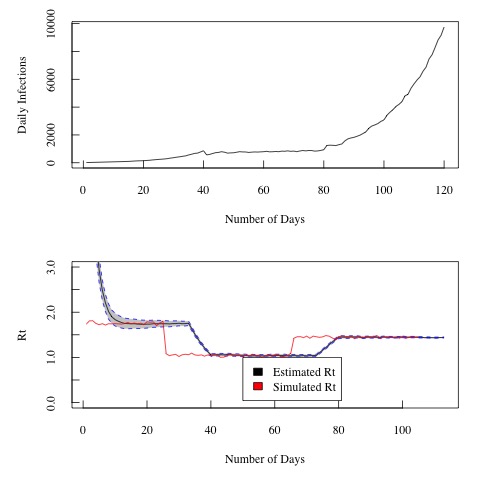 Daily Infections
10000
6000
2000
0
0 20 40 60 80 100 120
Number of Days
Rt
3.0
2.0
1.0
0.0
Estimated Rt
Simulated Rt
0 20 40 60 80 100
Number of Days